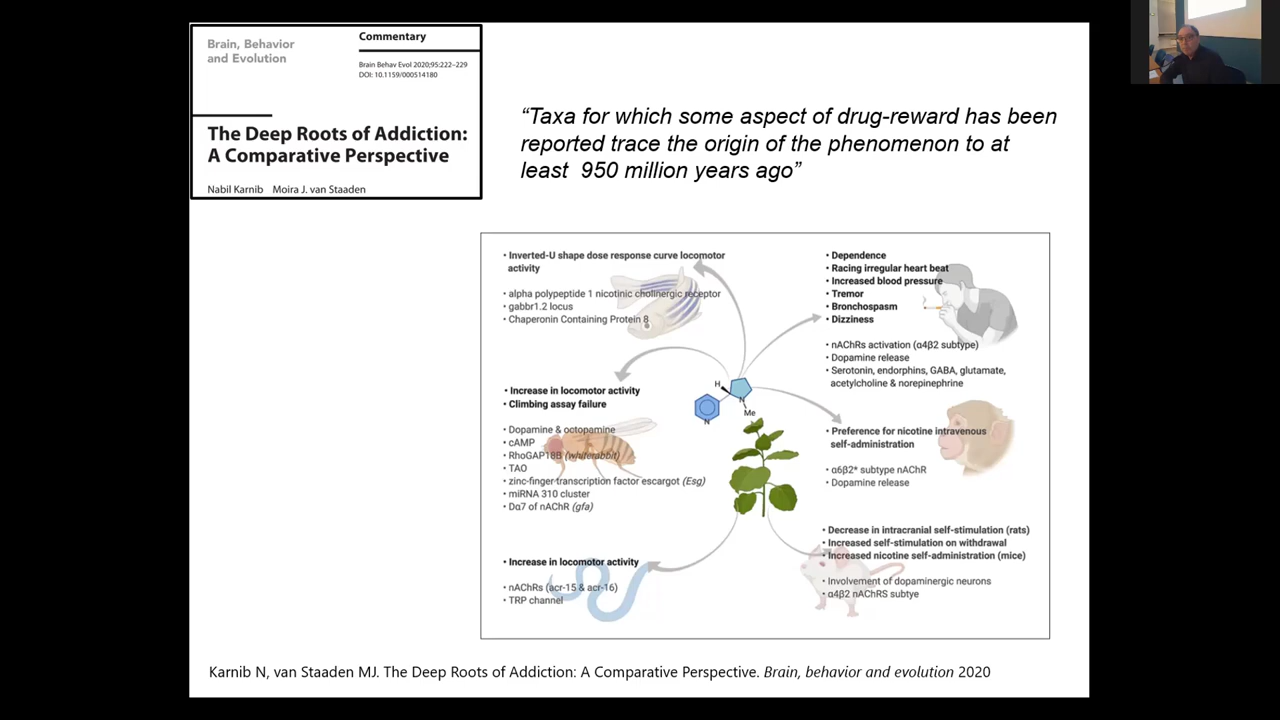 Brain, Behavior
and Evolution
Commentary
Brain Behav Evol 2020;95:222–229
DOI: 10.1159/000514180
The Deep Roots of Addiction:
A Comparative Perspective
Nabil Karnib Moira J. van Staaden
“Taxa for which some aspect of drug-reward has been
reported trace the origin of the phenomenon to at
least 950 million years ago”
• Inverted-U shape dose response curve locomotor
activity
• alpha polypeptide 1 nicotinic cholinergic receptor
• gabbr1.2 locus
• Chaperonin Containing Protein 8
• Dependence
• Racing irregular heart beat
• Increased blood pressure
• Tremor
• Bronchospasm
• Dizziness
• nAChRs activation (α4β2 subtype)
• Dopamine release
• Serotonin, endorphins, GABA, glutamate,
acetylcholine & norepinephrine
• Increase in locomotor activity
• Climbing assay failure
• Dopamine & octopamine
• cAMP
• RhoGAP18B (whiterabbit)
• TAO
• zinc-finger transcription factor escargot (Esg)
• miRNA 310 cluster
• Dα7 of nAChR (gfa)
H
N
Me
N
• Preference for nicotine intravenous
self-administration
• α6β2* subtype nAChR
• Dopamine release
• Increase in locomotor activity
• nAChRs (acr-15 & acr-16)
• TRP channel
• Decrease in intracranial self-stimulation (rats)
• Increased self-stimulation on withdrawal
• Increased nicotine self-administration (mice)
• Involvement of dopaminergic neurons
• α4β2 nAChRS subtye
Karnib N, van Staaden MJ. The Deep Roots of Addiction: A Comparative Perspective. Brain, behavior and evolution 2020